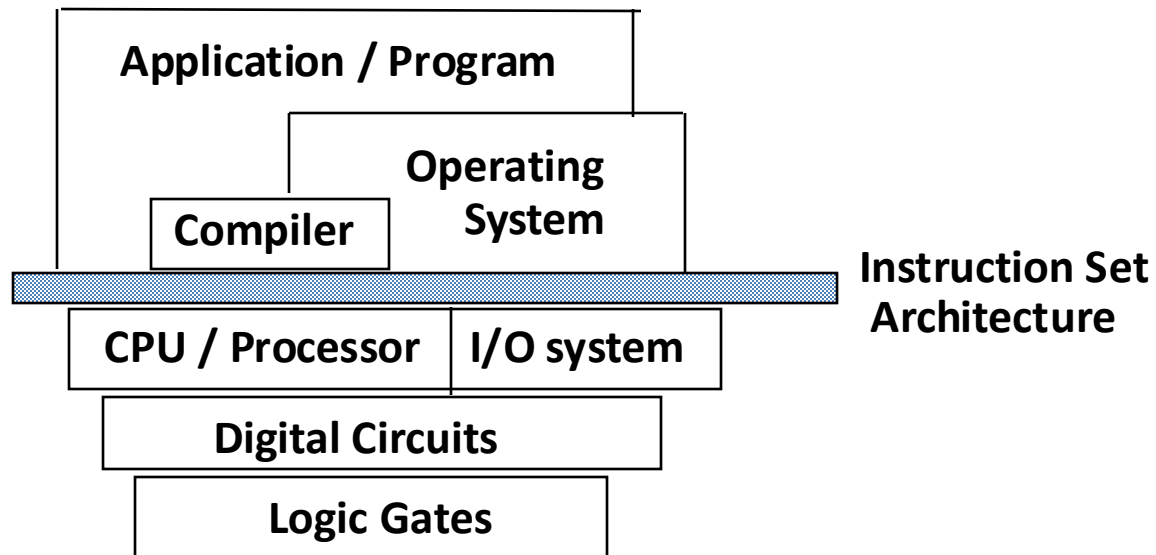 Application / Program
Operating
System
Compiler
Instruction Set
Architecture
CPU / Processor
I/O system
Digital Circuits
Logic Gates